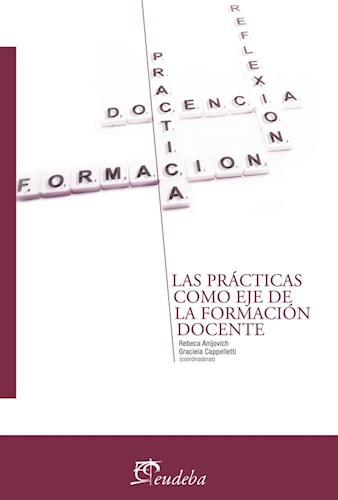 REFLEXION
PRACTICA
DOCENCIA
FORMACION
LAS PRÁCTICAS
COMO EJE DE
LA FORMACIÓN
DOCENTE
Rebeca Anijovich
Graciela Cappelletti
(coordinadoras)
eudeba